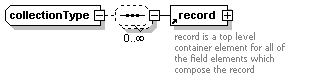 collectionType
record
0..∞
record is a top level
container element for all of
the field elements which
compose the record